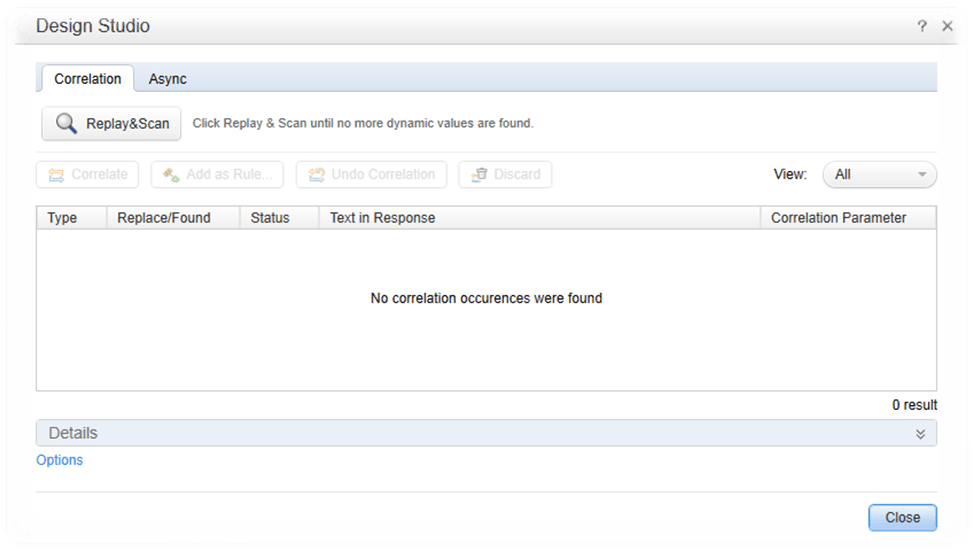 Design Studio ? ×
Correlation Async
Replay&Scan Click Replay & Scan until no more dynamic values are found.
Correlate Add as Rule... Undo Correlation Discard View: All
Type Replace/Found Status Text in Response Correlation Parameter
No correlation occurences were found
0 result
Details
Options
Close